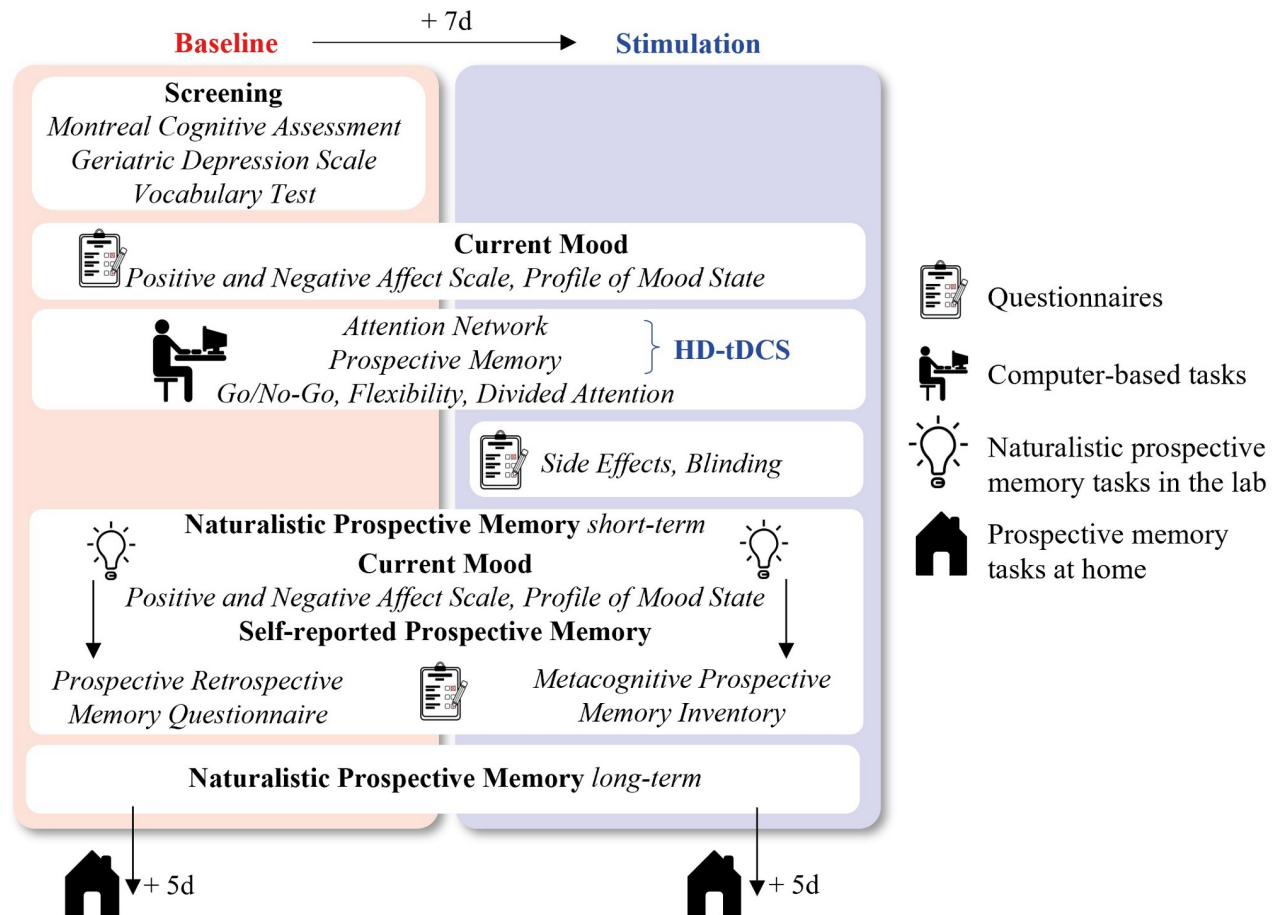 + 7d
Baseline
Stimulation
Screening
Montreal Cognitive Assessment
Geriatric Depression Scale
Vocabulary Test
Current Mood
Positive and Negative Affect Scale, Profile of Mood State
Attention Network
Prospective Memory
HD-tDCS
Go/No-Go, Flexibility, Divided Attention
Side Effects, Blinding
Naturalistic Prospective Memory short-term
Current Mood
Positive and Negative Affect Scale, Profile of Mood State
Self-reported Prospective Memory
Prospective Retrospective
Memory Questionnaire
Metacognitive Prospective
Memory Inventory
Naturalistic Prospective Memory long-term
+ 5d
+ 5d
Questionnaires
Computer-based tasks
Naturalistic prospective
memory tasks in the lab
Prospective memory
tasks at home